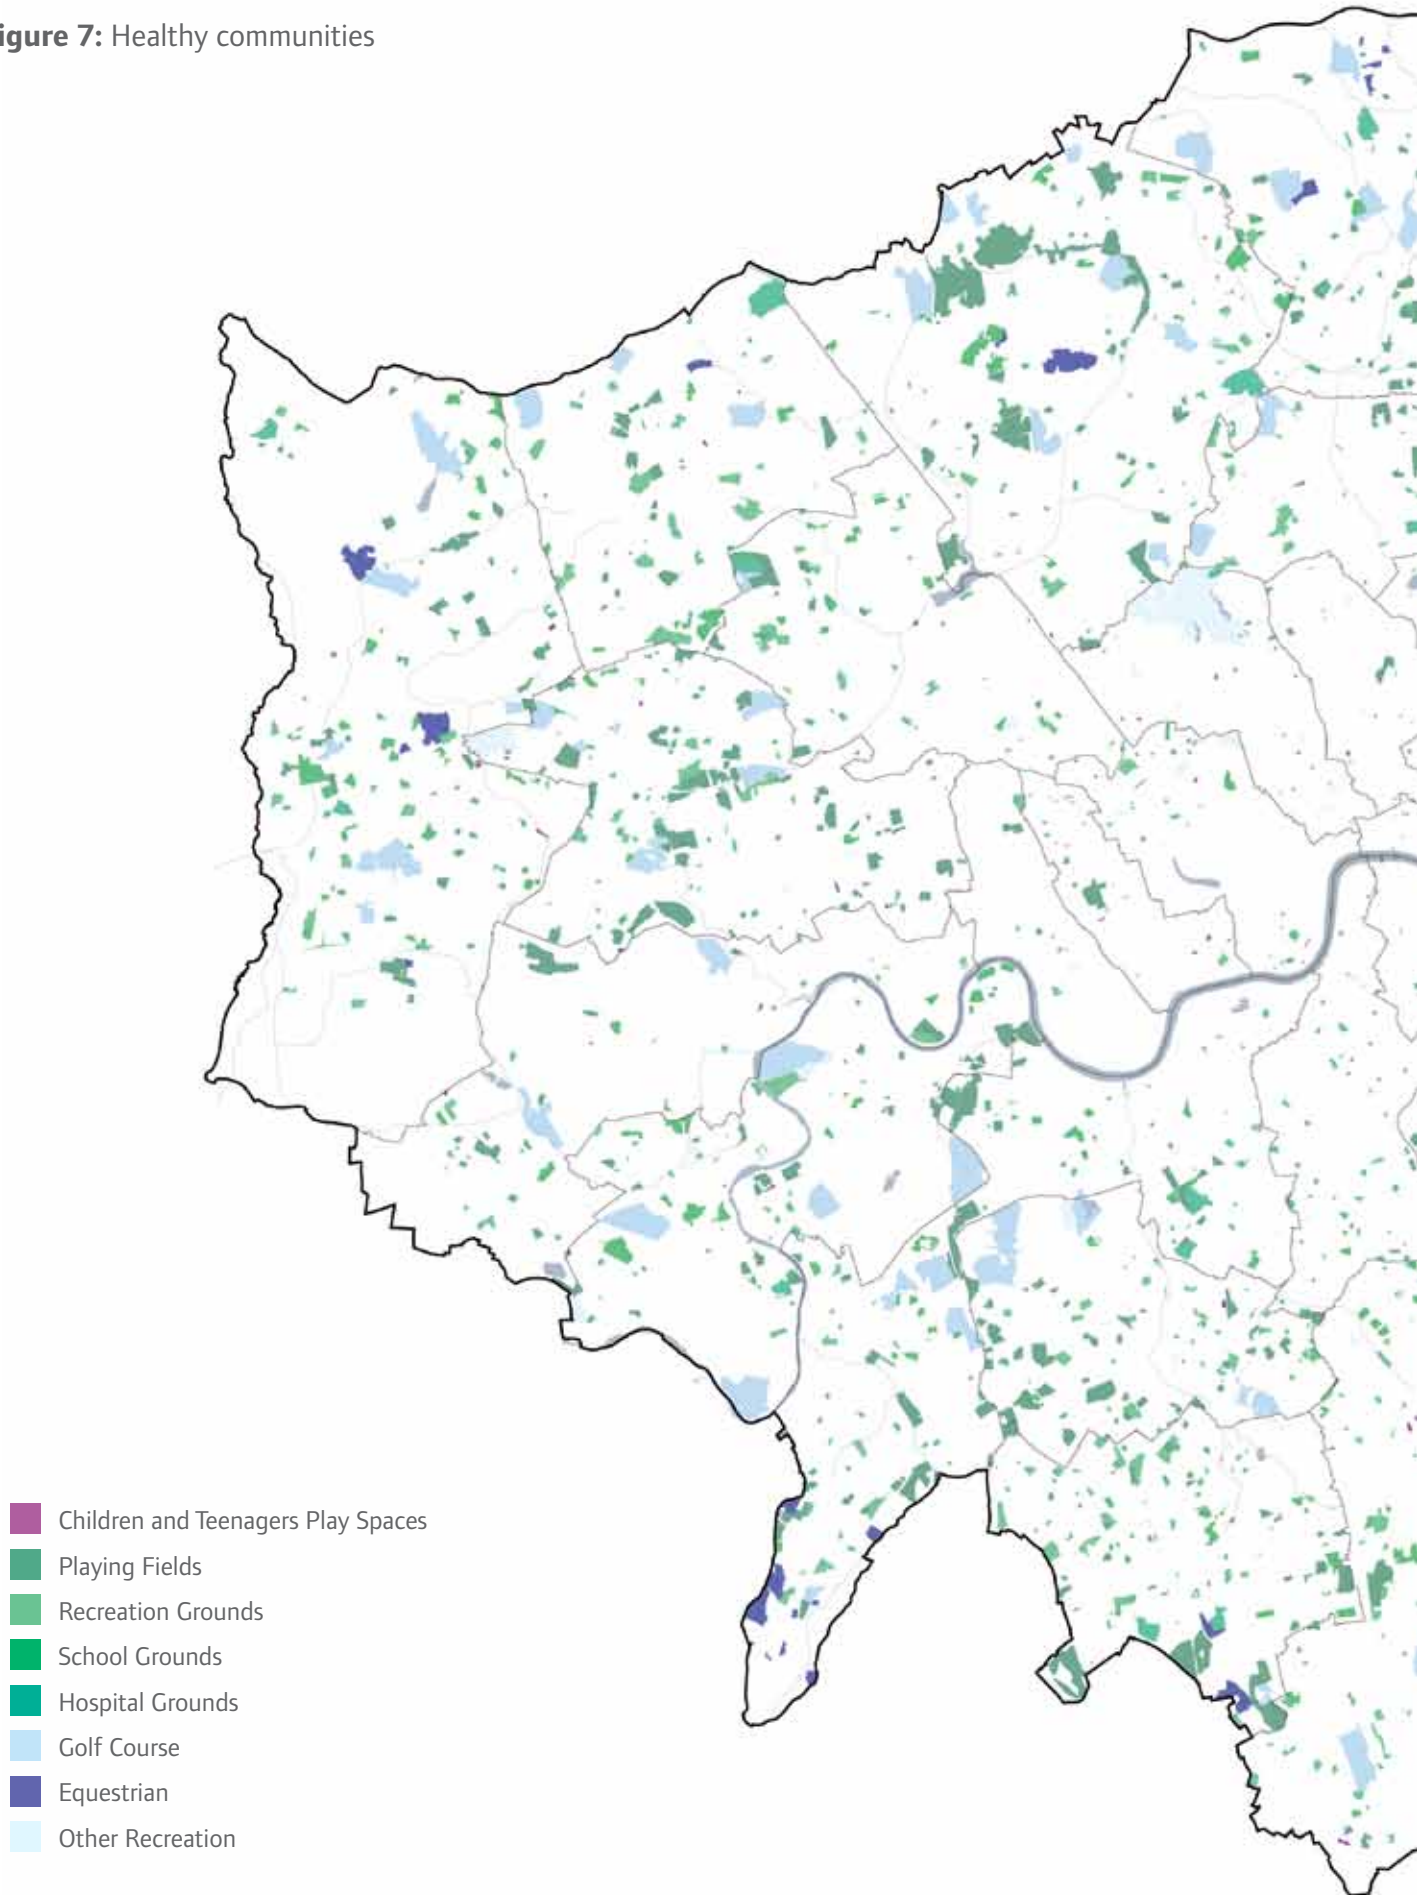 igure 7: Healthy communities
Children and Teenagers Play Spaces
Playing Fields
Recreation Grounds
School Grounds
Hospital Grounds
Golf Course
Equestrian
Other Recreation